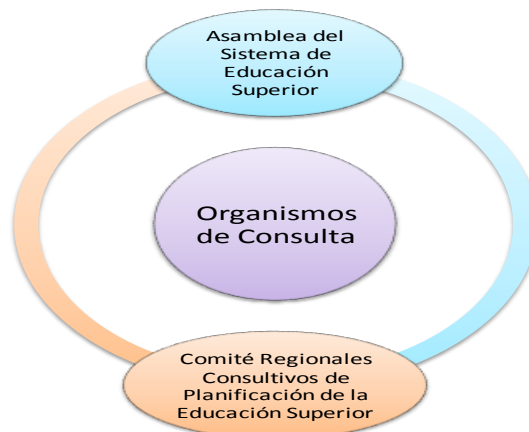 Asamblea del
Sistema de
Educación
Superior
Organismos
de Consulta
Comité Regionales
Consultivos de
Planificación de la
Educación Superior